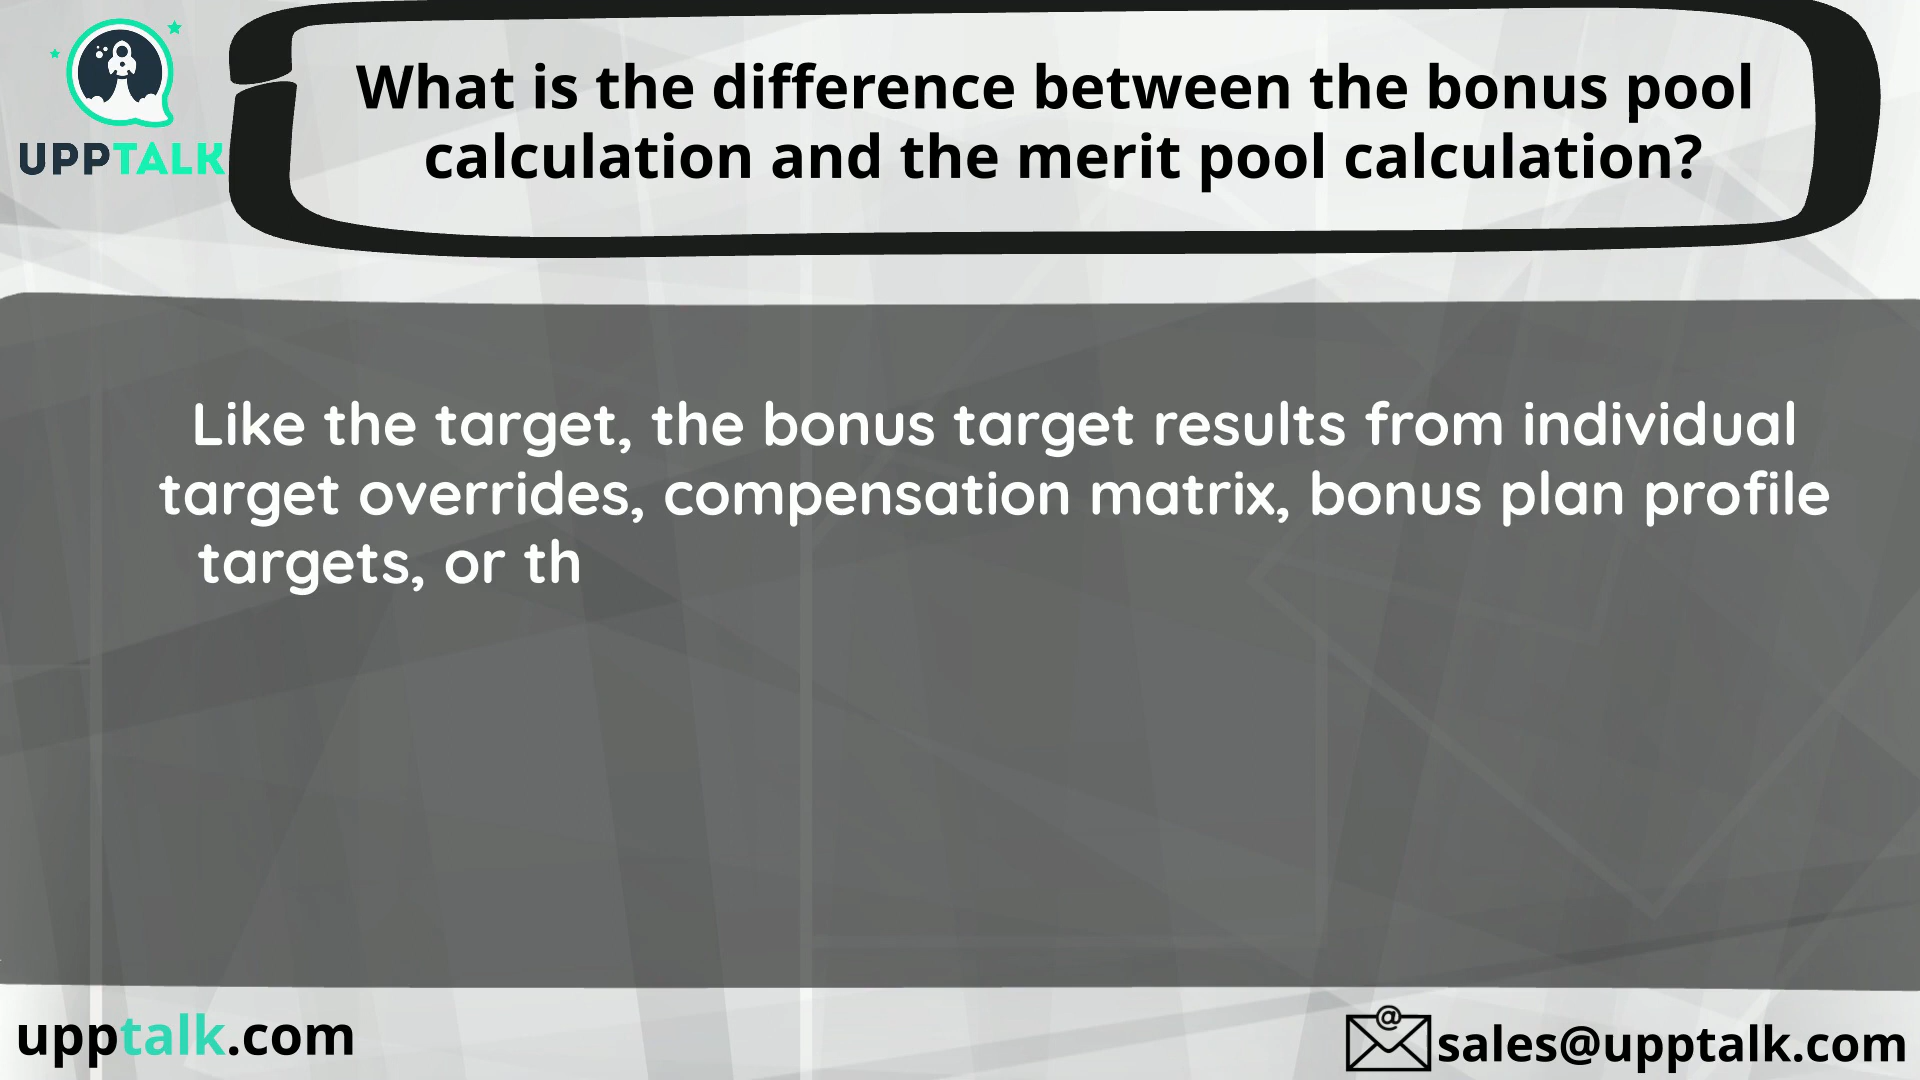 UPPTALK
What is the difference between the bonus pool
calculation and the merit pool calculation?
Like the target, the bonus target results from individual
target overrides, compensation matrix, bonus plan profile
targets, or th
upptalk.com
@
sales@upptalk.com